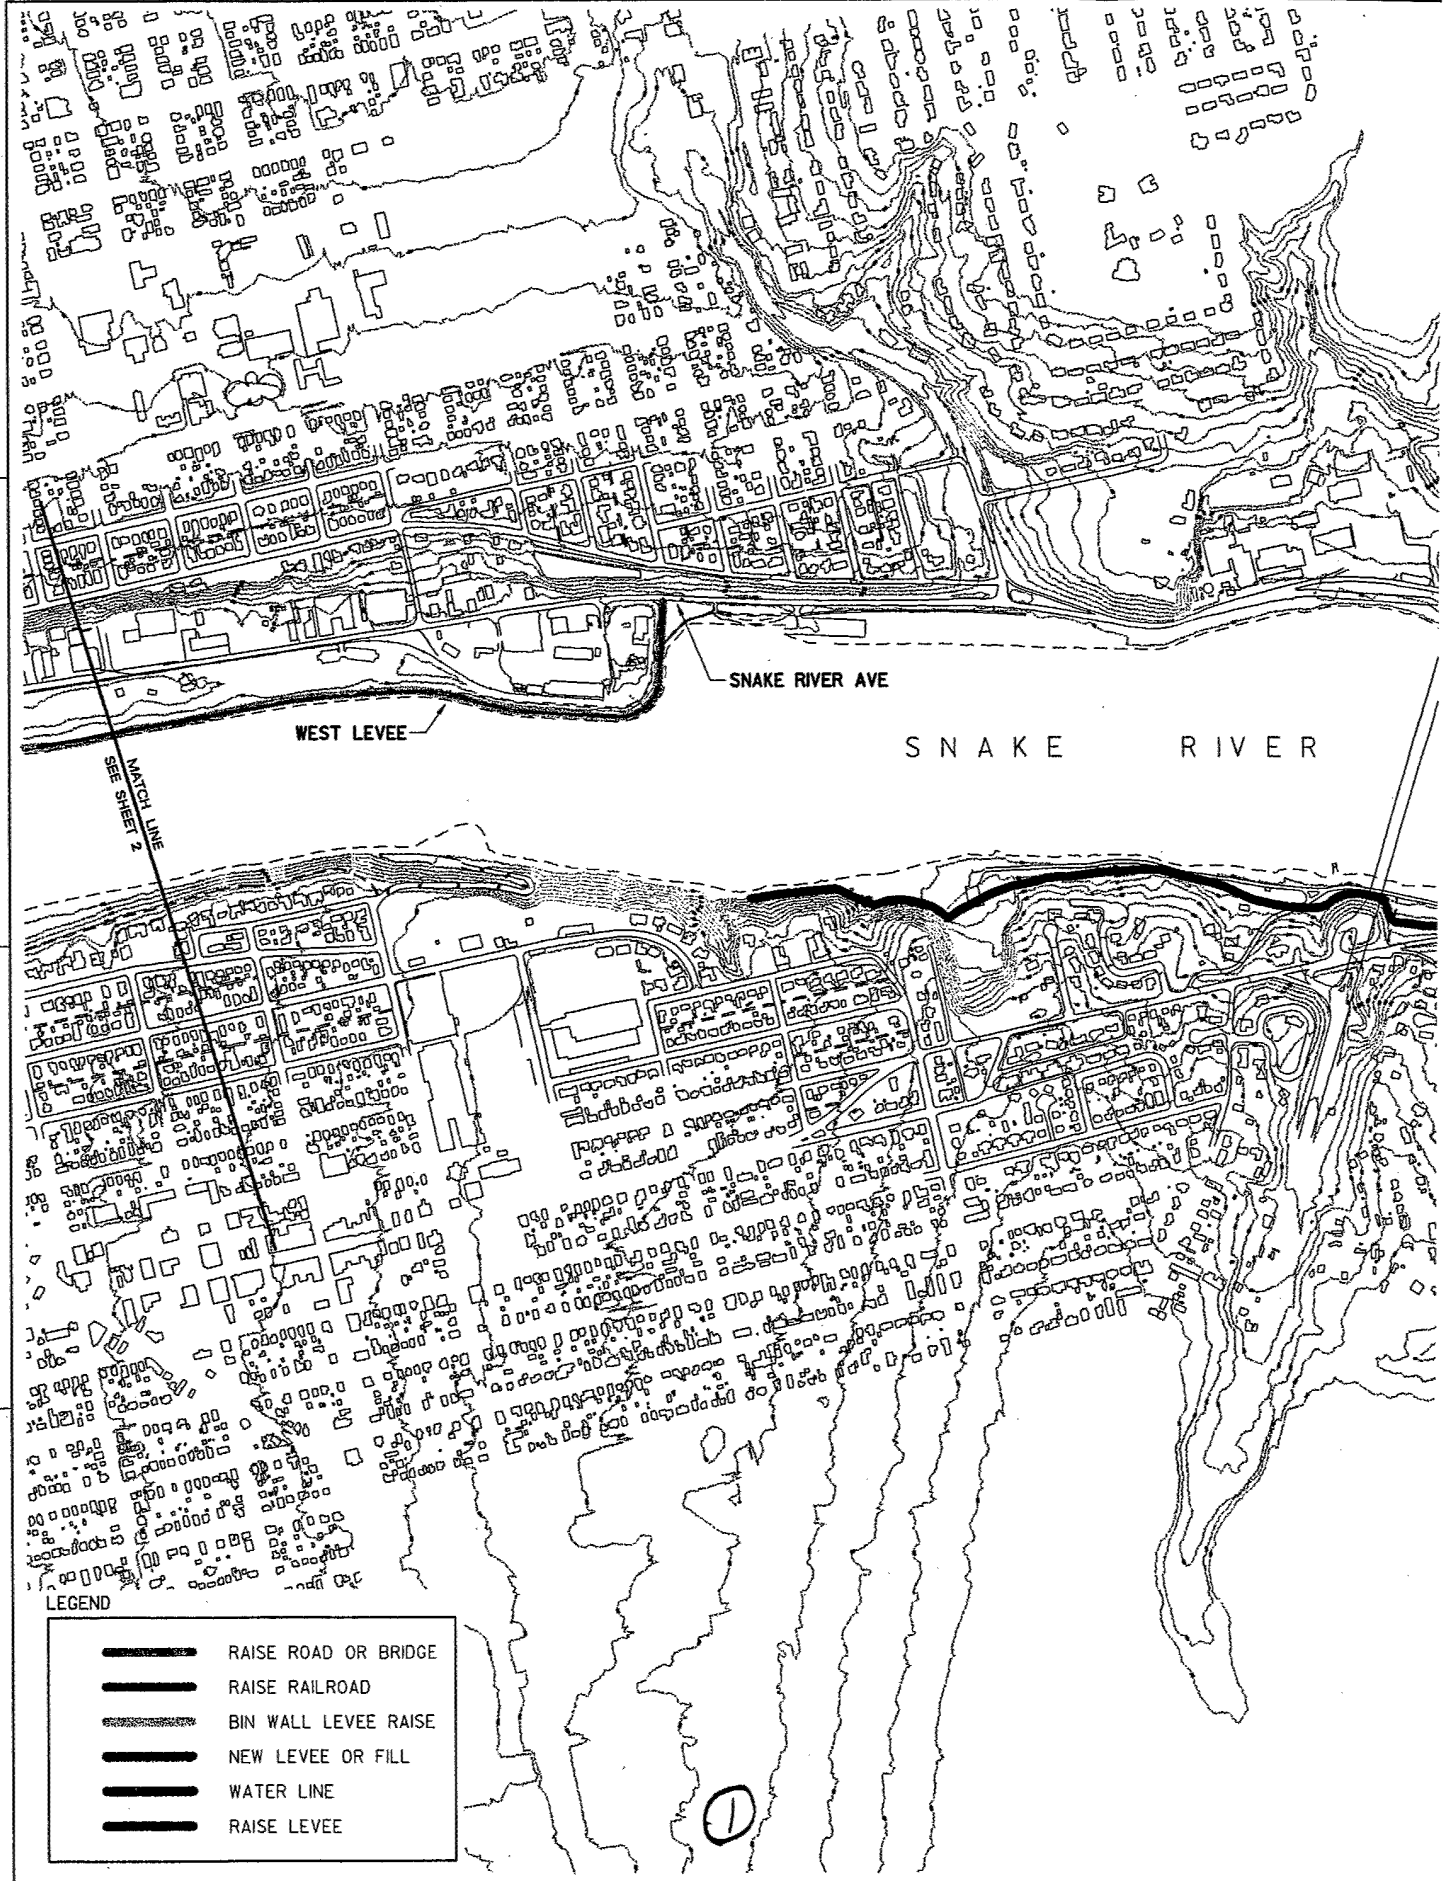 SNAKE RIVER AVE
WEST LEVEE
SNAKE RIVER
MATCH LINE
SEE SHEET 2
R
LEGEND
RAISE ROAD OR BRIDGE
RAISE RAILROAD
BIN WALL LEVEE RAISE
NEW LEVEE OR FILL
WATER LINE
RAISE LEVEE
1